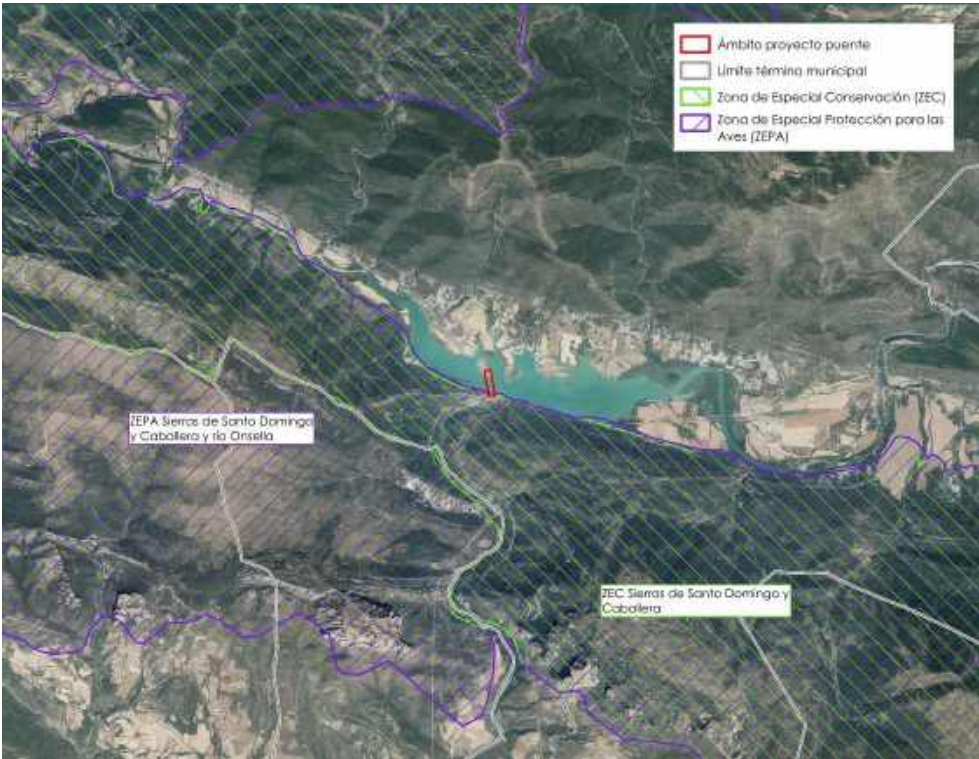 Ámbito proyecto puente
Límite término municipal
Zona de Especial Conservación (ZEC)
Zona de Especial Protección para las
Aves (ZEPA)
ZEPA Sierras de Santo Domingo
y Caballera y río Onsella
ZEC Sierras de Santo Domingo y
Caballera